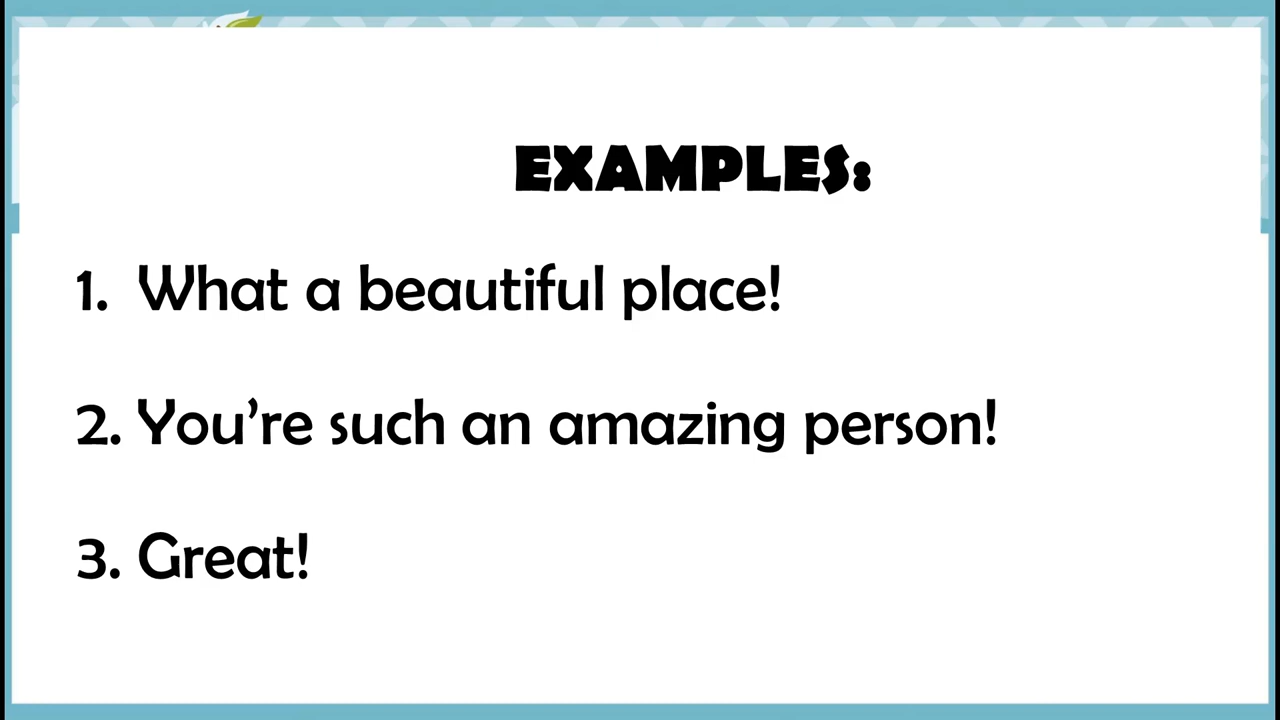 EXAMPLES:
1. What a beautiful place!
2. You’re such an amazing person!
3. Great!